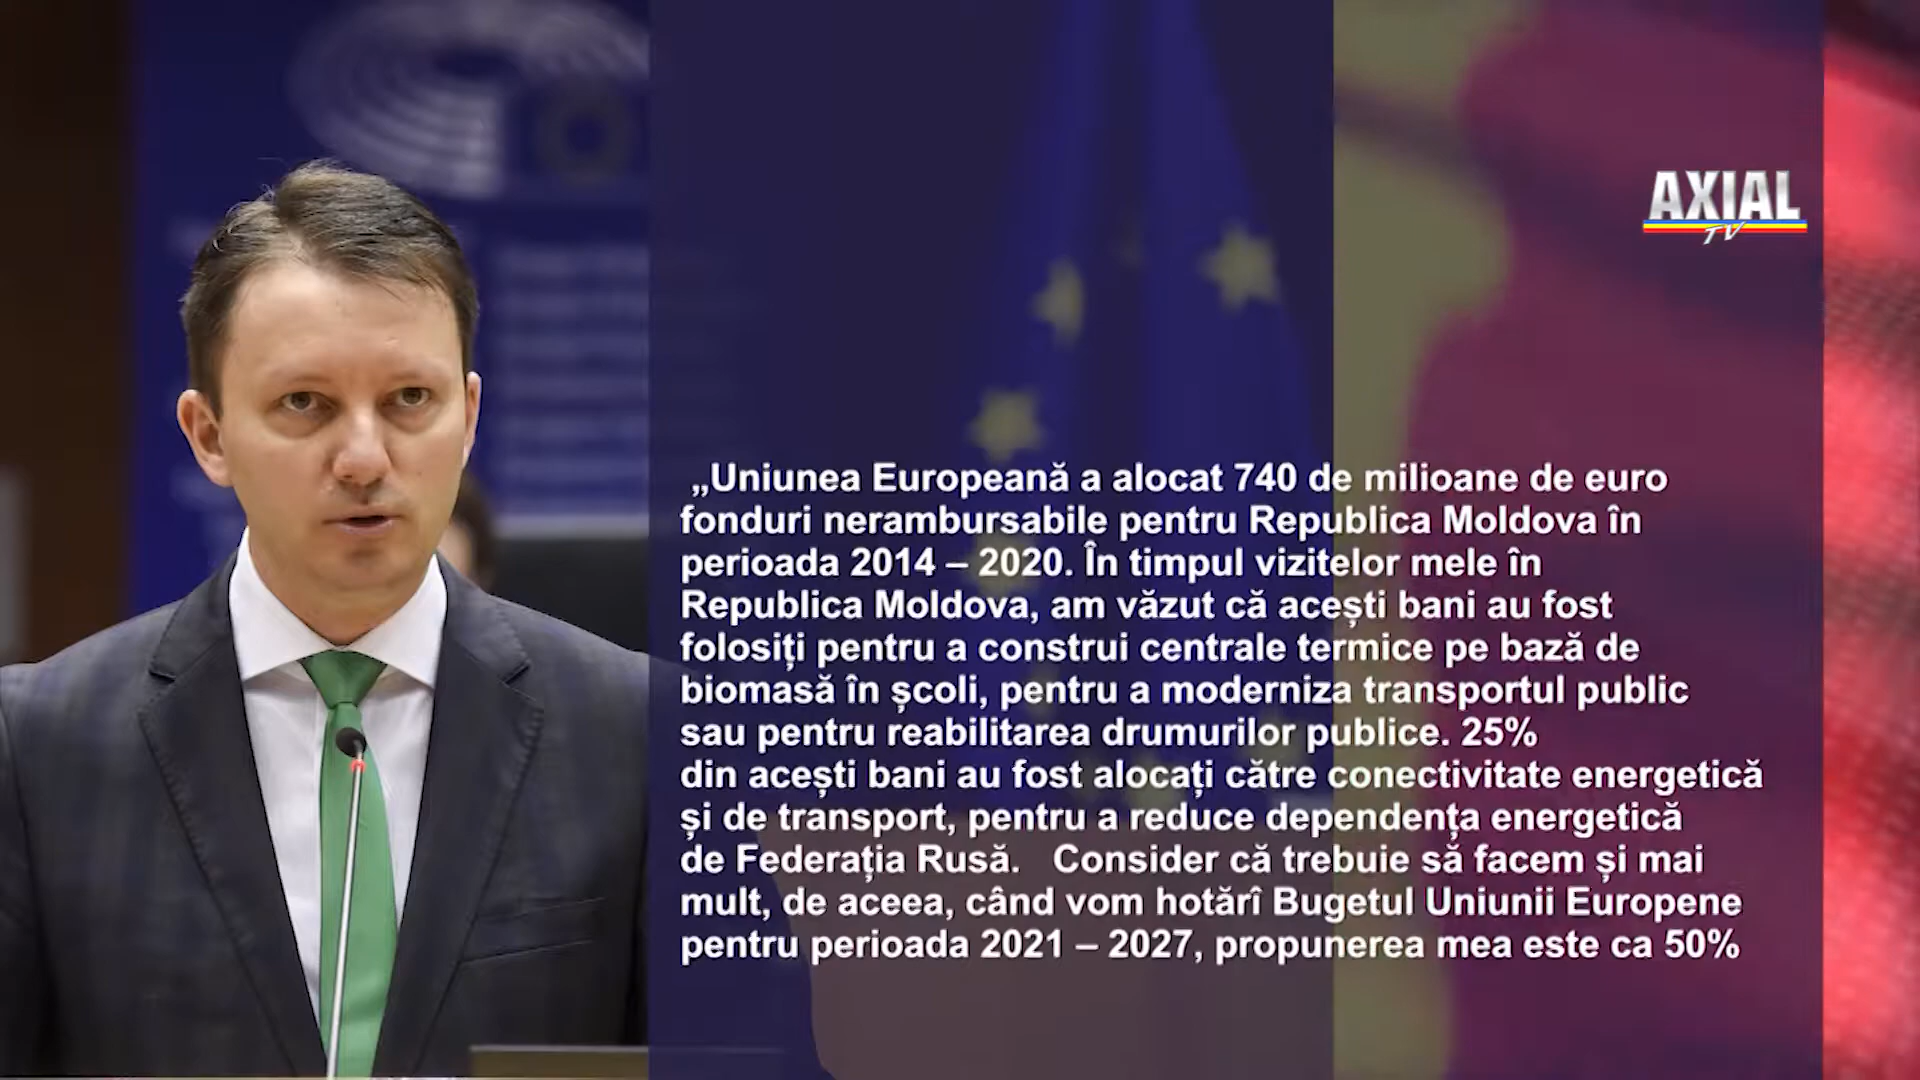 AXIAL
TV
„Uniunea Europeană a alocat 740 de milioane de euro
fonduri nerambursabile pentru Republica Moldova în
perioada 2014 – 2020. În timpul vizitelor mele în
Republica Moldova, am văzut că acești bani au fost
folosiți pentru a construi centrale termice pe bază de
biomasă în școli, pentru a moderniza transportul public
sau pentru reabilitarea drumurilor publice. 25%
din acești bani au fost alocați către conectivitate energetică
și de transport, pentru a reduce dependența energetică
de Federația Rusă. Consider că trebuie să facem și mai
mult, de aceea, când vom hotărî Bugetul Uniunii Europene
pentru perioada 2021 – 2027, propunerea mea este ca 50%